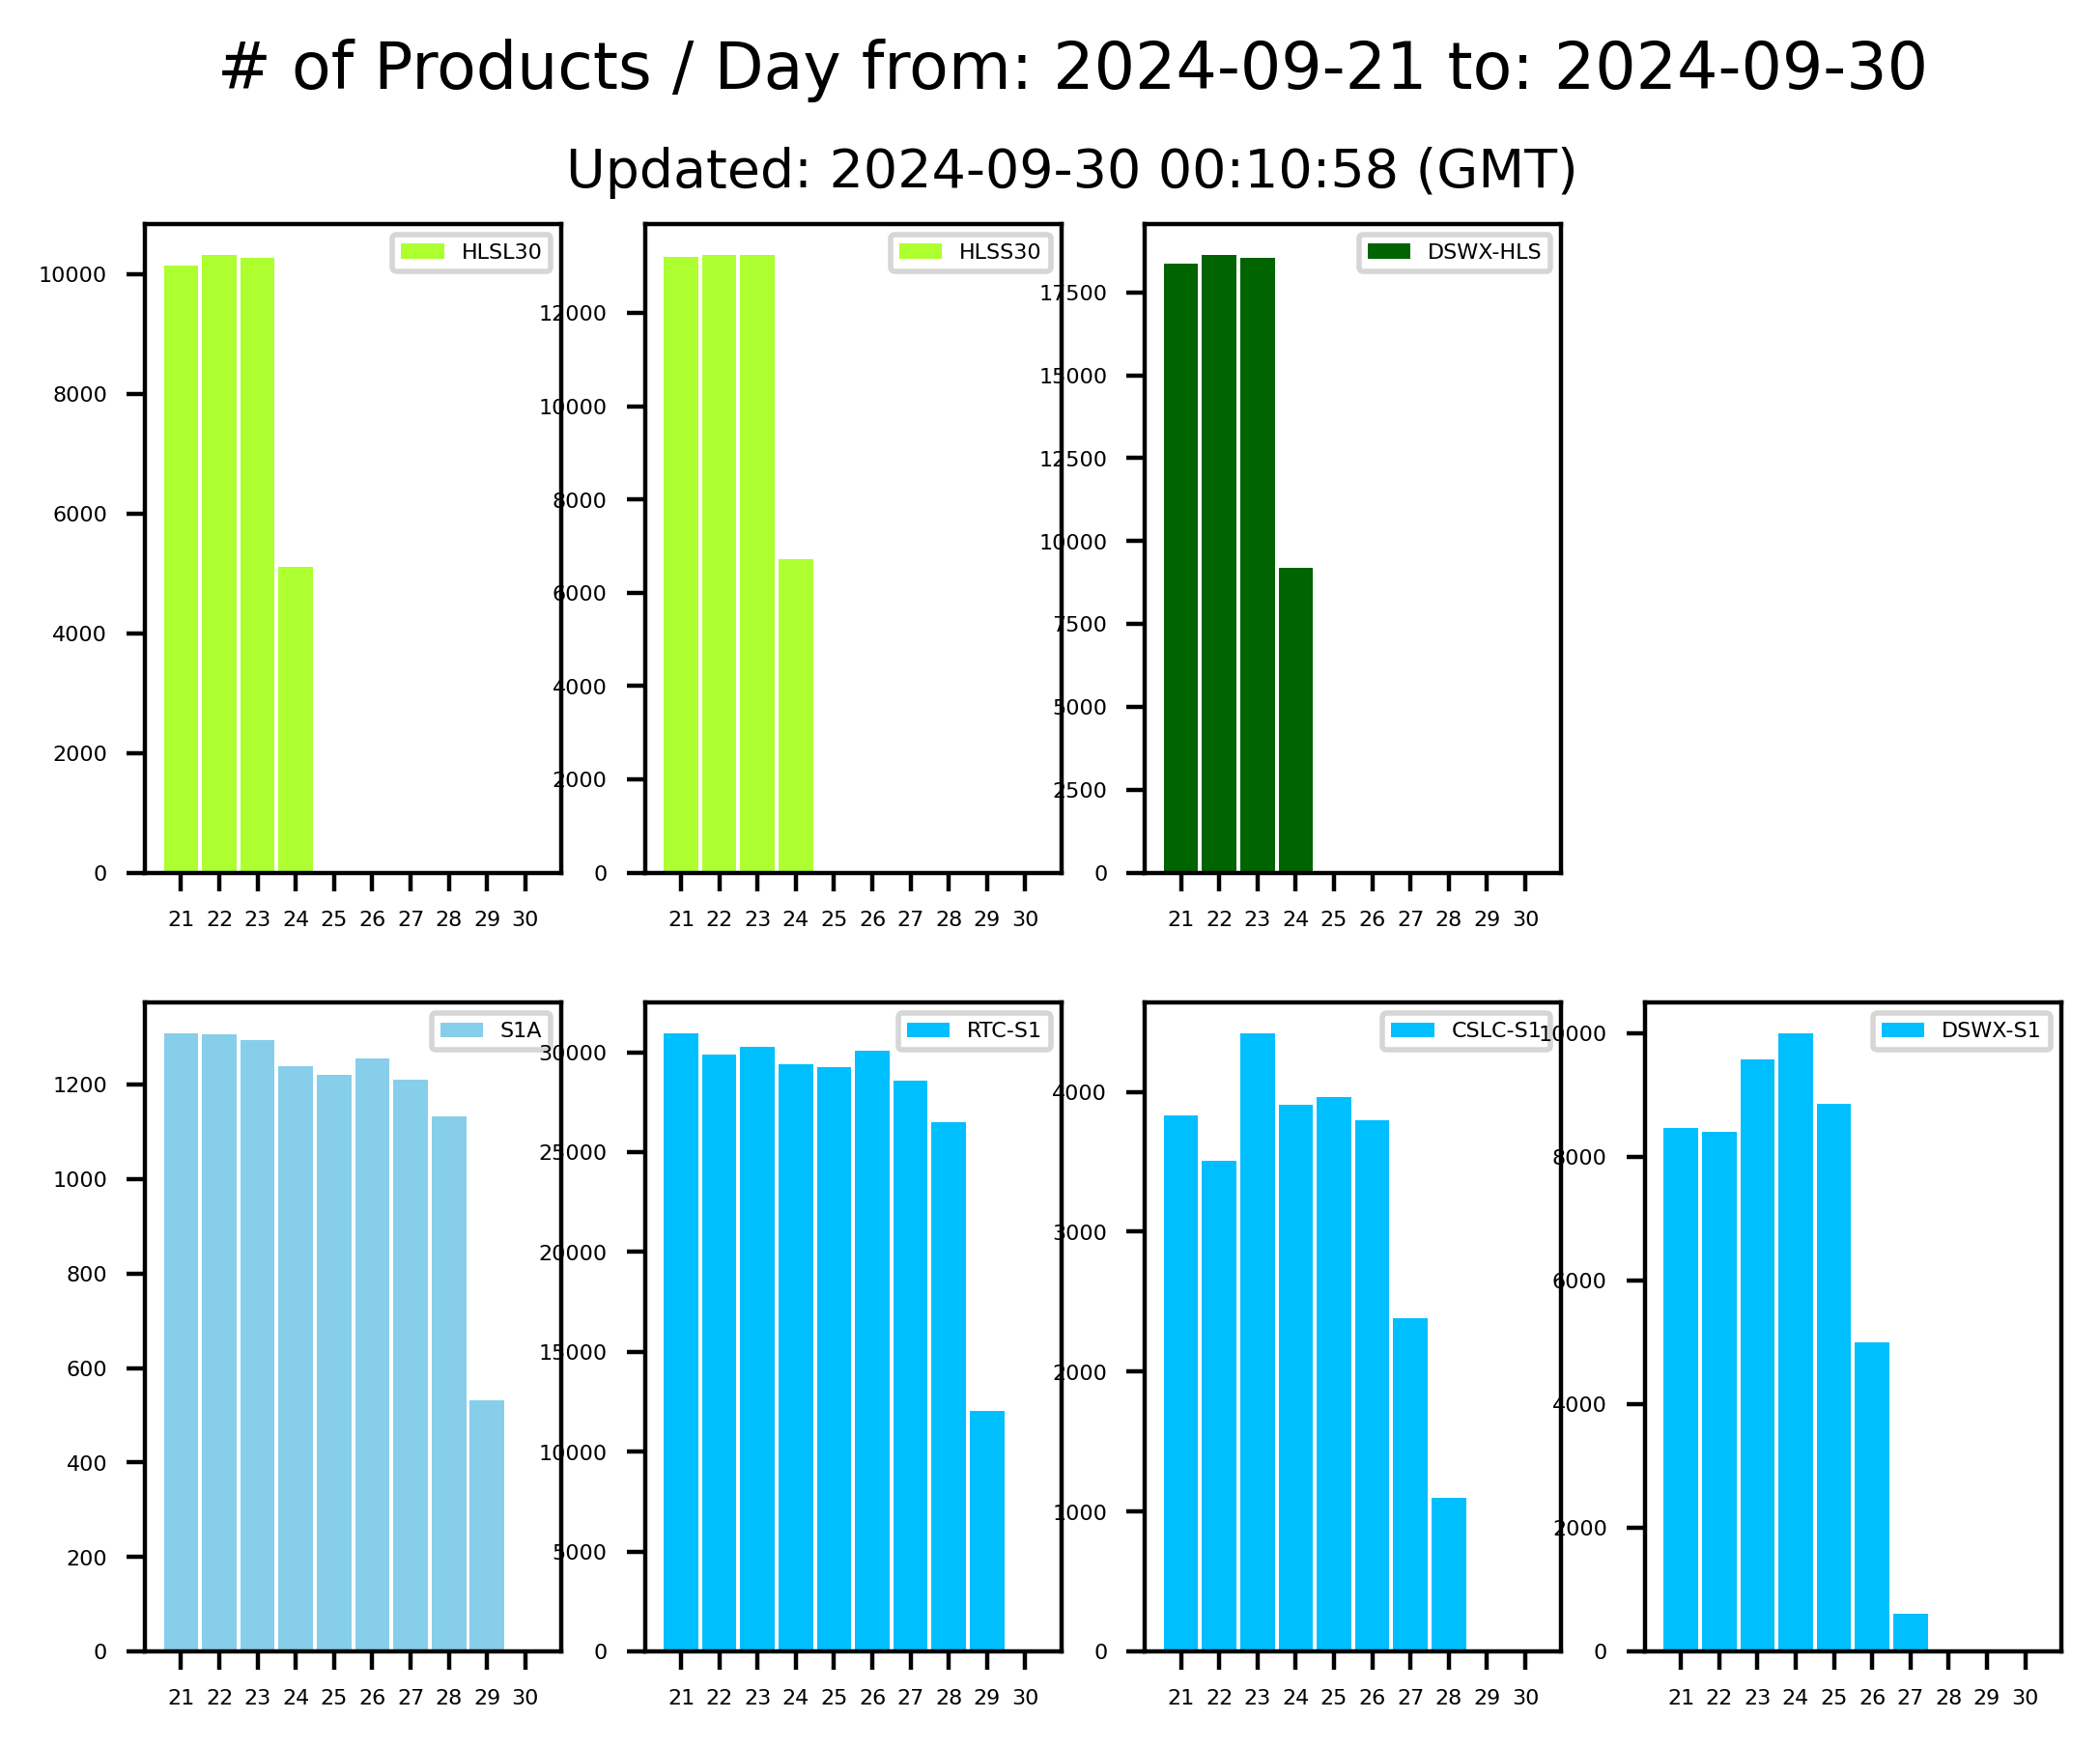 # of Products / Day from: 2024-09-21 to: 2024-09-30
Updated: 2024-09-30 00:10:58 (GMT)
HLSL30
10000
8000
6000
4000
2000
0
21 22 23 24 25 26 27 28 29 30
HLSS30
12000
10000
8000
6000
4000
2000
0
21 22 23 24 25 26 27 28 29 30
DSWX-HLS
17500
15000
12500
10000
7500
5000
2500
0
21 22 23 24 25 26 27 28 29 30
S1A
1200
1000
800
600
400
200
0
21 22 23 24 25 26 27 28 29 30
RTC-S1
30000
25000
20000
15000
10000
5000
0
21 22 23 24 25 26 27 28 29 30
CSLC-S1
4000
3000
2000
1000
0
21 22 23 24 25 26 27 28 29 30
DSWX-S1
10000
8000
6000
4000
2000
0
21 22 23 24 25 26 27 28 29 30